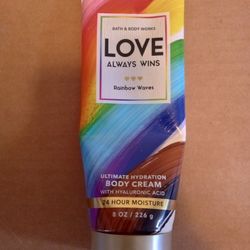 BATH & BODY WORKS
LOVE
ALWAYS WINS
Rainbow Waves
ULTIMATE HYDRATION
BODY CREAM
WITH HYALURONIC ACID
24 HOUR MOISTURE
8 OZ / 226 g